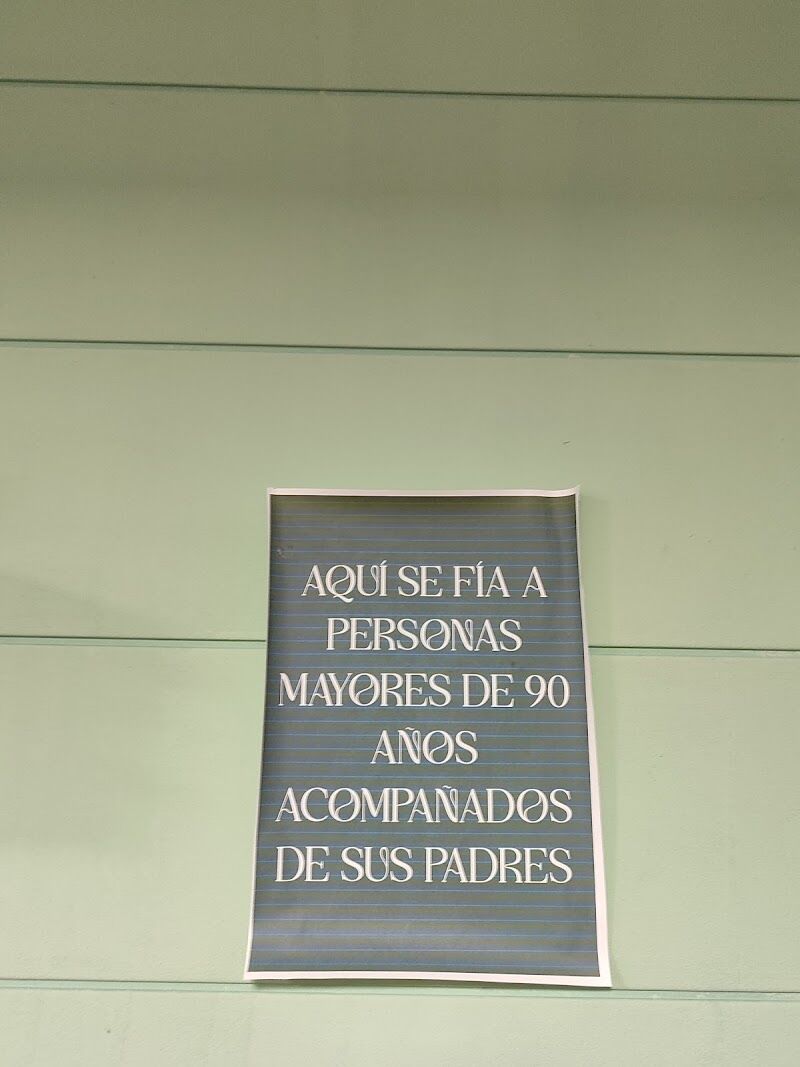 AQUÍ SE FÍA A
PERSONAS
MAYORES DE 90
AÑOS
ACOMPAÑADOS
DE SUS PADRES